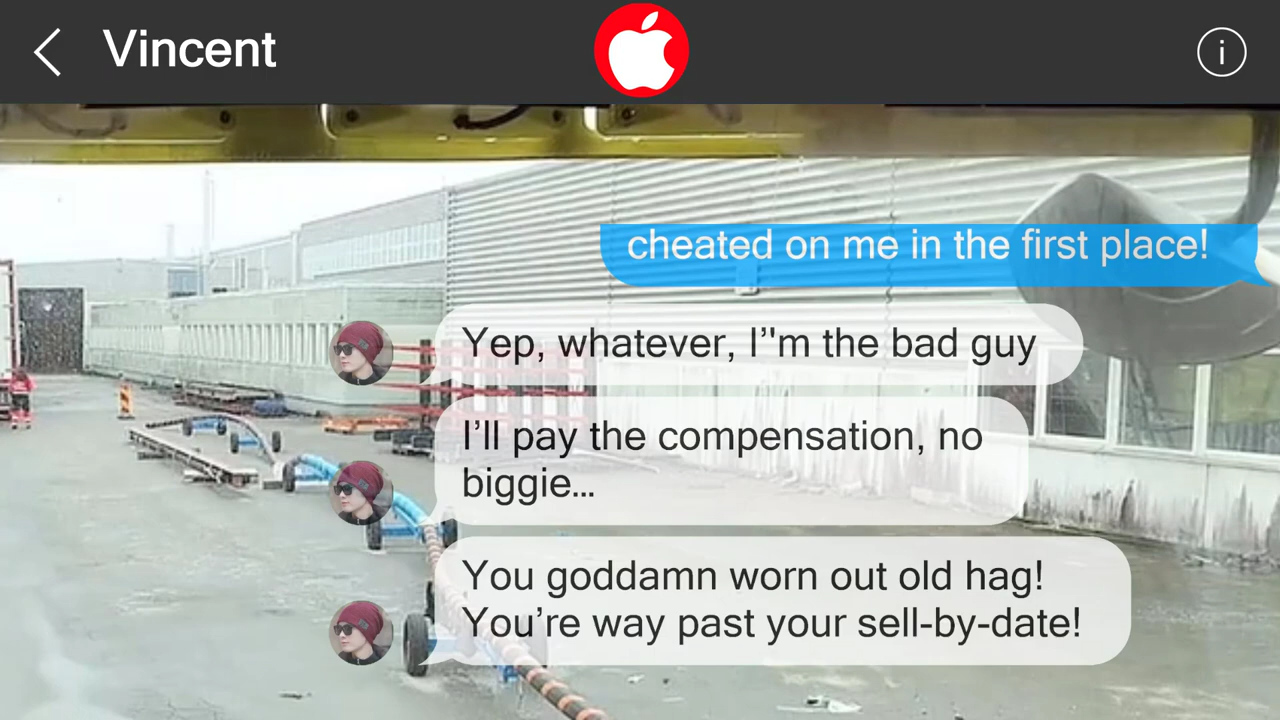 Vincent
i
cheated on me in the first place!
Yep, whatever, I’'m the bad guy
I’ll pay the compensation, no
biggie...
You goddamn worn out old hag!
You’re way past your sell-by-date!